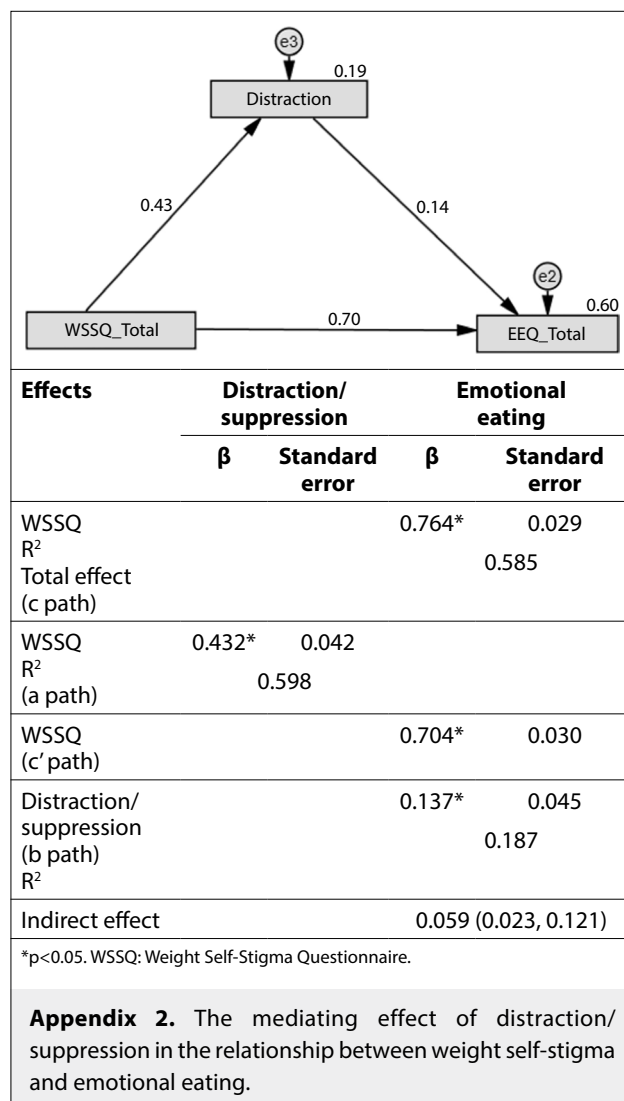 e3
0.19
Distraction
0.43
0.14
e2
0.60
WSSQ_Total
0.70
EEQ_Total
Effects Distraction/ Emotional
suppression eating
β Standard β Standard
error error
WSSQ 0.764* 0.029
R²
0.585
Total effect
(c path)
WSSQ 0.432* 0.042
R²
0.598
(a path)
WSSQ 0.704* 0.030
(c′ path)
Distraction/ 0.137* 0.045
suppression
0.187
(b path)
R²
Indirect effect 0.059 (0.023, 0.121)
*p<0.05. WSSQ: Weight Self-Stigma Questionnaire.
Appendix 2. The mediating effect of distraction/
suppression in the relationship between weight self-stigma
and emotional eating.